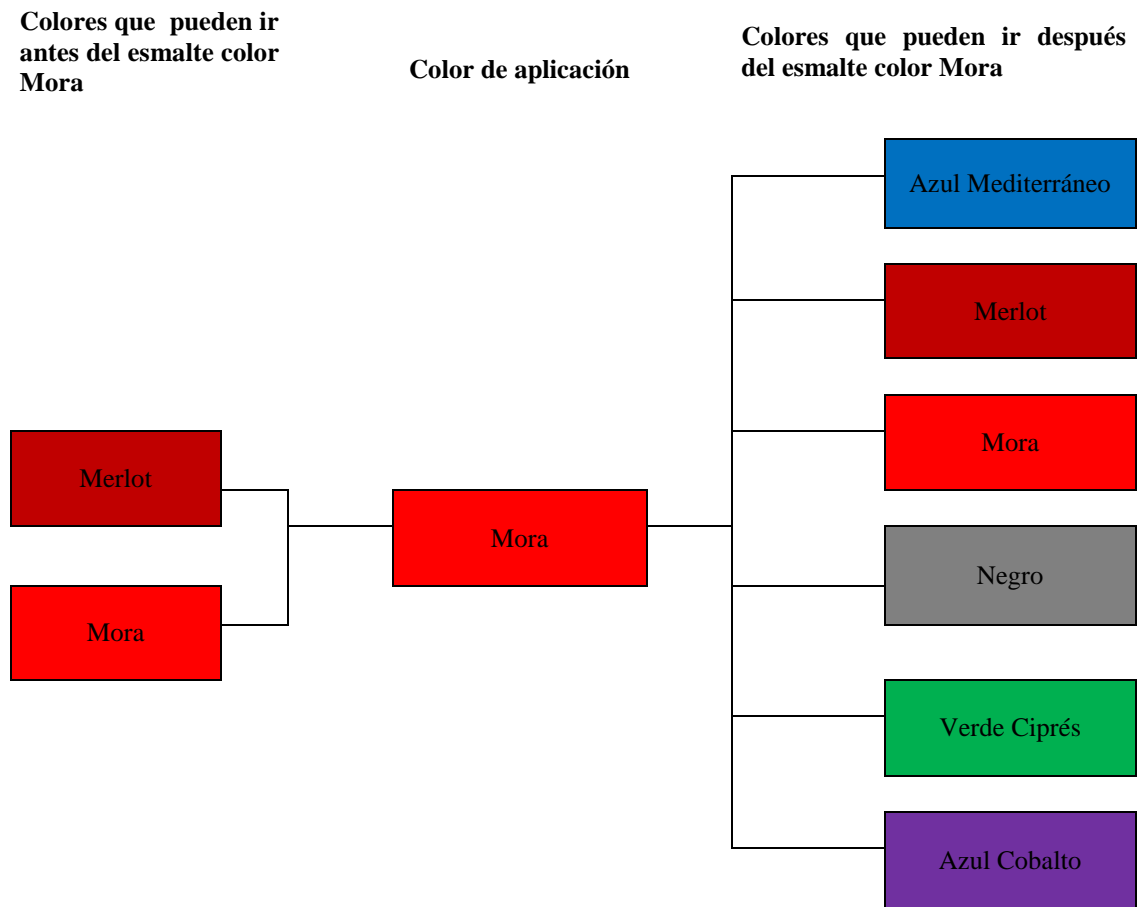 Colores que pueden ir
antes del esmalte color
Mora
Color de aplicación
Colores que pueden ir después
del esmalte color Mora
Azul Mediterráneo
Merlot
Mora
Negro
Verde Ciprés
Azul Cobalto
Merlot
Mora
Mora